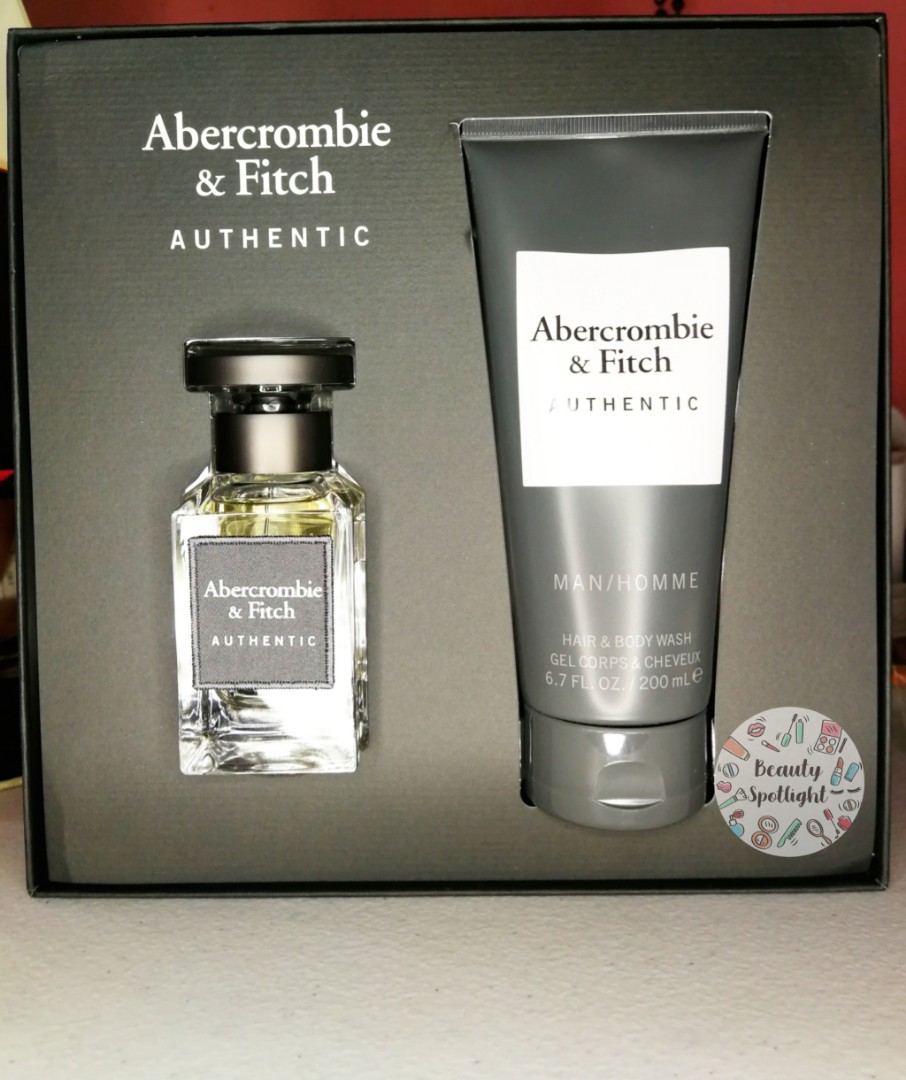 Abercrombie
& Fitch
AUTHENTIC
Abercrombie
& Fitch
AUTHENTIC
Abercrombie
& Fitch
AUTHENTIC
MAN/HOMME
HAIR & BODY WASH
GEL CORPS & CHEVEUX
6.7 FL. OZ. / 200 mL e
Beauty
Spotlight